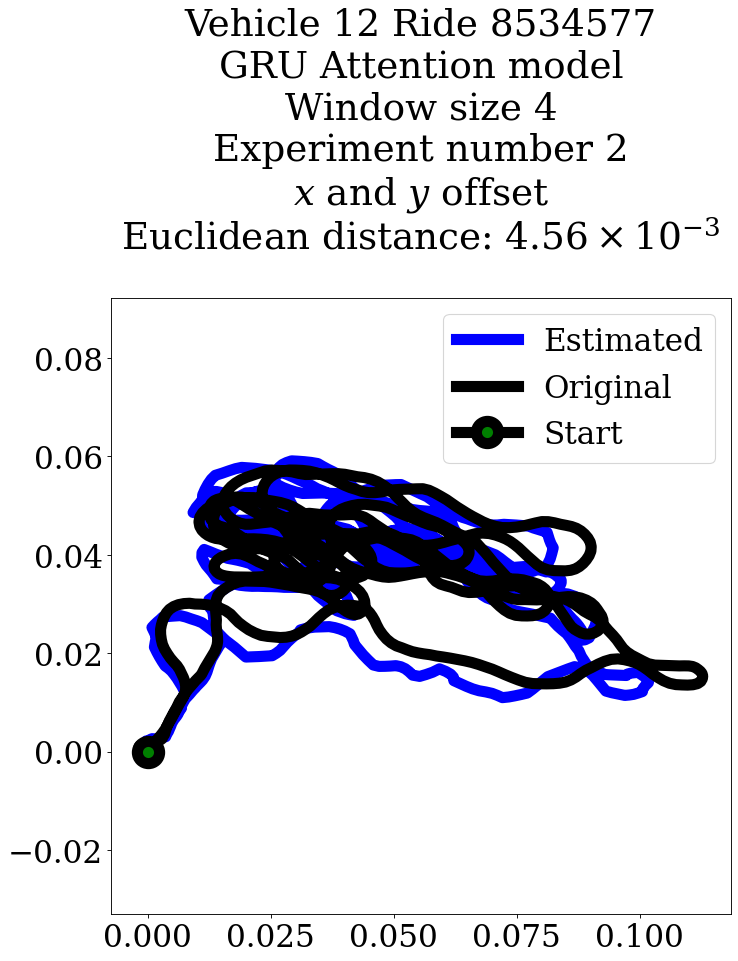 Vehicle 12 Ride 8534577
GRU Attention model
Window size 4
Experiment number 2
x and y offset
Euclidean distance: 4.56 × 10⁻³
Estimated
Original
Start
0.08
0.06
0.04
0.02
0.00
−0.02
0.000 0.025 0.050 0.075 0.100